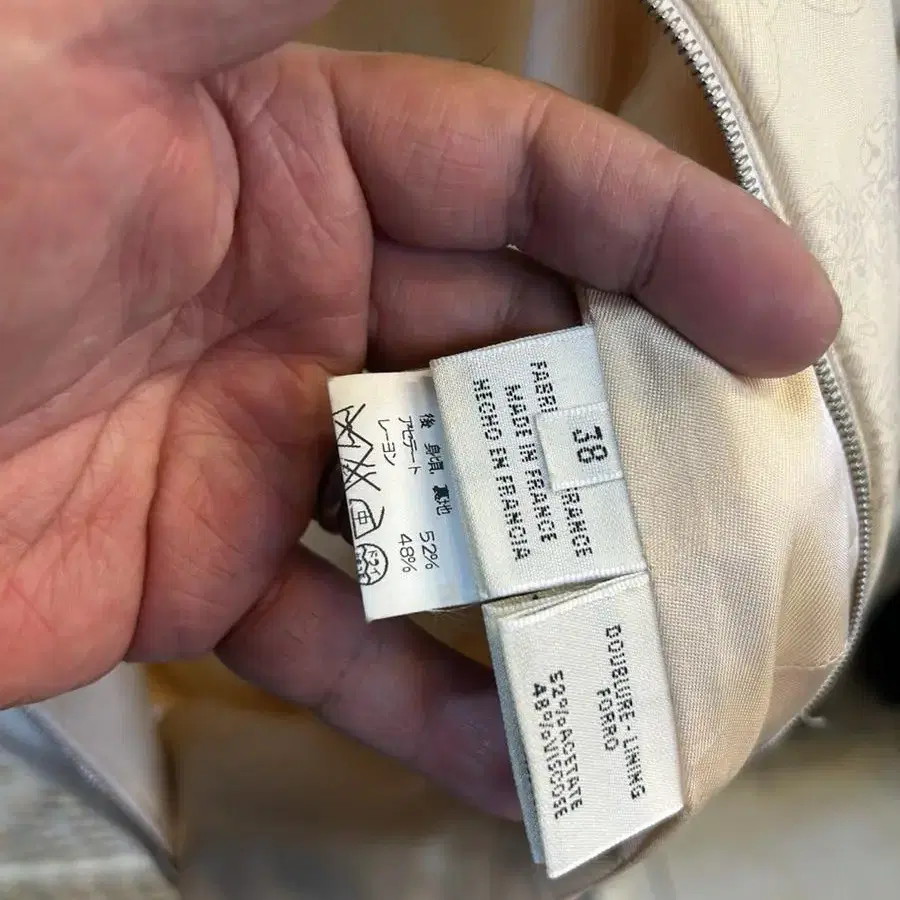 38
FABRI FRANCE
MADE IN FRANCE
HECHO EN FRANCIA
後 身頃 裏地
アセテート 52%
レーヨン 48%
DOUBLURE - LINING
FORRO
52% ACETATE
48% VISCOSE